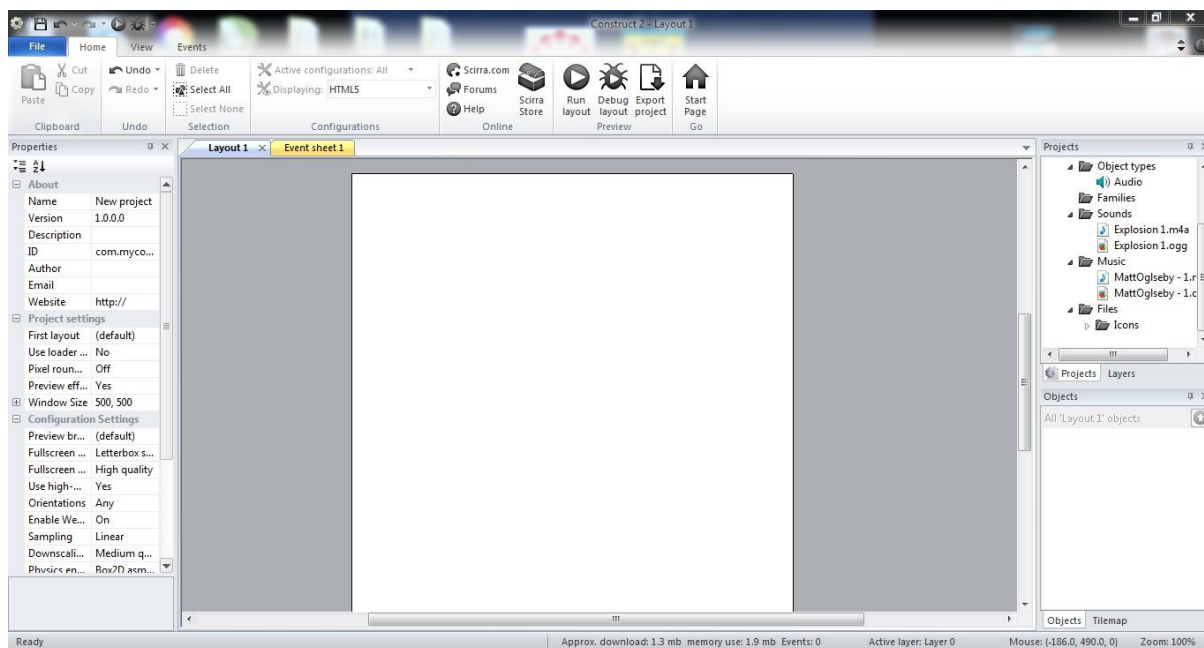 Construct 2 - Layout 1
File Home View Events
Paste
Cut
Copy
Clipboard
Undo
Redo
Undo
Delete
Select All
Select None
Selection
Active configurations: All
Displaying: HTML5
Configurations
Scirra.com
Forums
Help
Scirra Store
Online
Run layout
Debug layout
Export project
Preview
Start Page
Go
Properties
About
Name New project
Version 1.0.0.0
Description
ID com.myco...
Author
Email
Website http://
Project settings
First layout (default)
Use loader ... No
Pixel roun... Off
Preview eff... Yes
Window Size 500, 500
Configuration Settings
Preview br... (default)
Fullscreen ... Letterbox s...
Fullscreen ... High quality
Use high-... Yes
Orientations Any
Enable We... On
Sampling Linear
Downscali... Medium q...
Physics en... Box2D asm...
Layout 1 Event sheet 1
Projects
Object types
Audio
Families
Sounds
Explosion 1.m4a
Explosion 1.ogg
Music
MattOglseby - 1.
MattOglseby - 1.
Files
Icons
Projects Layers
Objects
All 'Layout 1' objects
Objects Tilemap
Ready Approx. download: 1.3 mb memory use: 1.9 mb Events: 0 Active layer: Layer 0 Mouse: (-186.0, 490.0, 0) Zoom: 100%